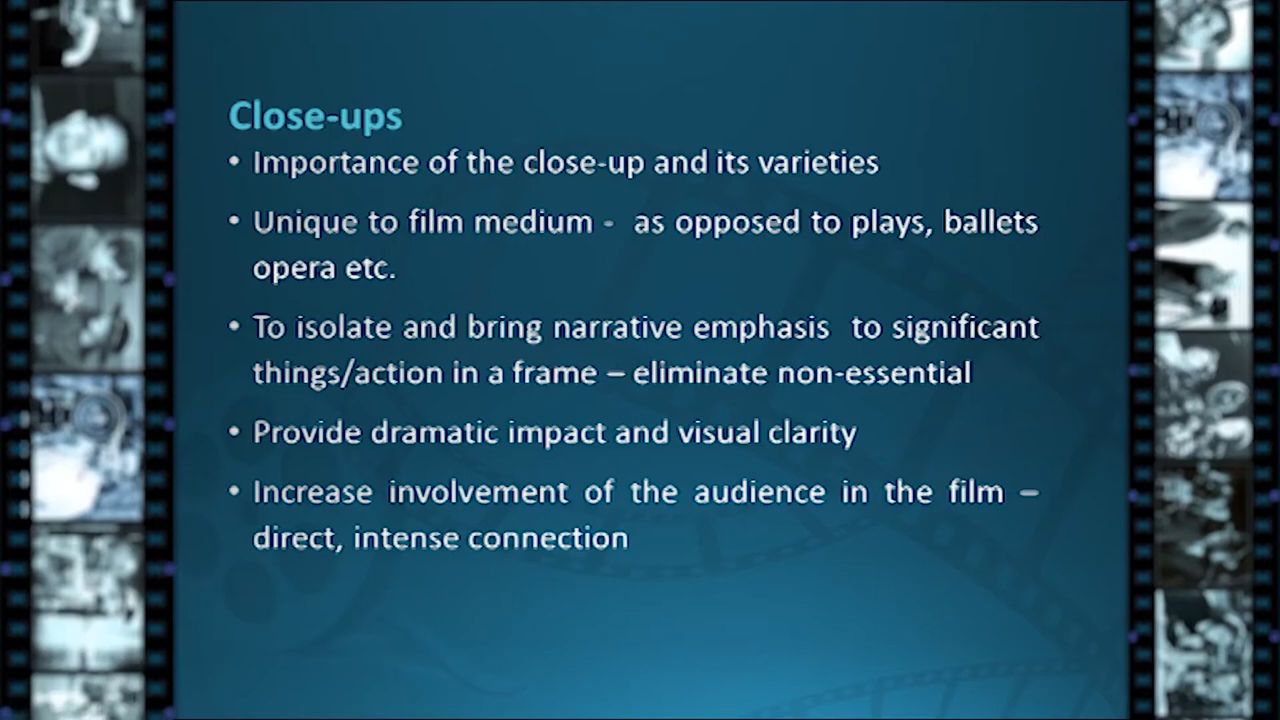 Close-ups
• Importance of the close-up and its varieties
• Unique to film medium - as opposed to plays, ballets
opera etc.
• To isolate and bring narrative emphasis to significant
things/action in a frame – eliminate non-essential
• Provide dramatic impact and visual clarity
• Increase involvement of the audience in the film –
direct, intense connection